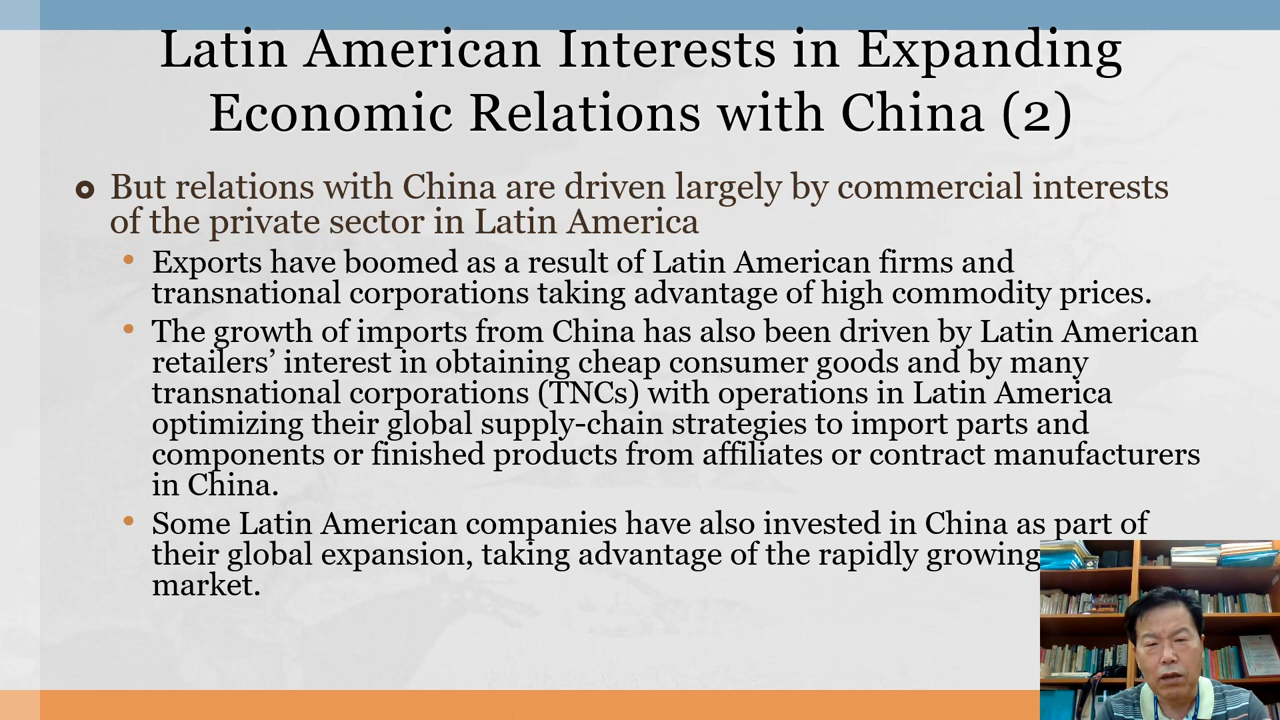 Latin American Interests in Expanding
Economic Relations with China (2)
But relations with China are driven largely by commercial interests
of the private sector in Latin America
Exports have boomed as a result of Latin American firms and
transnational corporations taking advantage of high commodity prices.
The growth of imports from China has also been driven by Latin American
retailers’ interest in obtaining cheap consumer goods and by many
transnational corporations (TNCs) with operations in Latin America
optimizing their global supply-chain strategies to import parts and
components or finished products from affiliates or contract manufacturers
in China.
Some Latin American companies have also invested in China as part of
their global expansion, taking advantage of the rapidly growing
market.